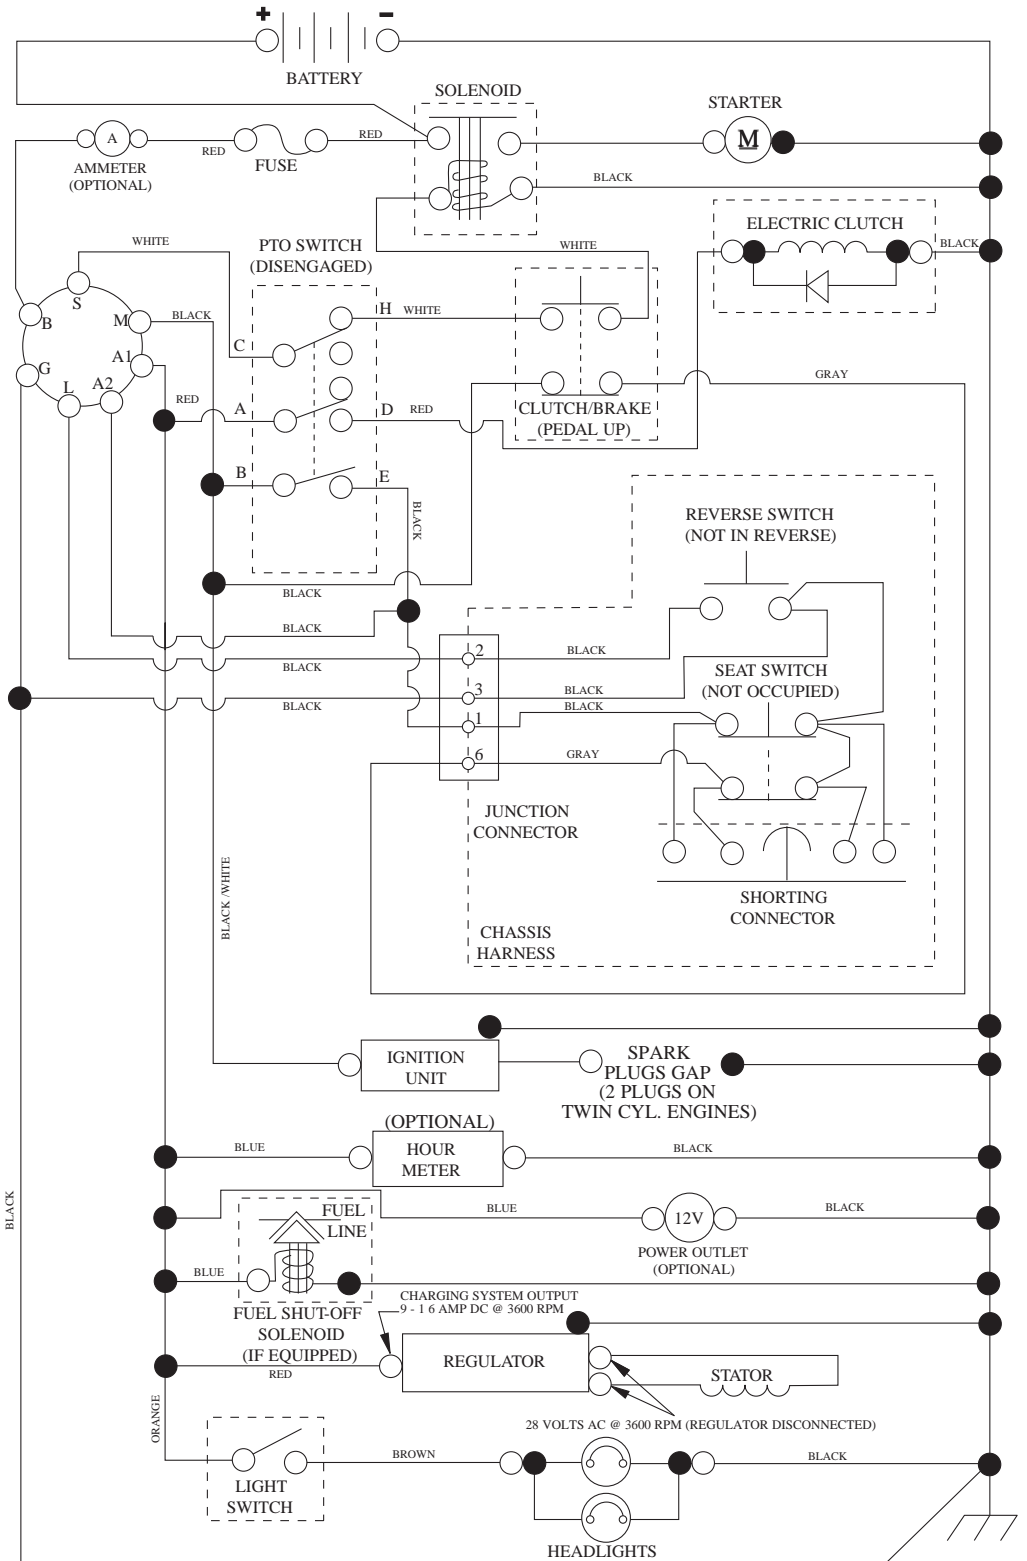 +
-
BATTERY
SOLENOID
STARTER
A
RED
FUSE
RED
M
AMMETER
(OPTIONAL)
BLACK
ELECTRIC CLUTCH
BLACK
WHITE
PTO SWITCH
(DISENGAGED)
WHITE
S
B
M
BLACK
H
WHITE
C
G
A1
GRAY
L
A2
RED
A
D
RED
CLUTCH/BRAKE
(PEDAL UP)
B
E
BLACK
REVERSE SWITCH
(NOT IN REVERSE)
BLACK
BLACK
2
BLACK
BLACK
SEAT SWITCH
(NOT OCCUPIED)
3
BLACK
BLACK
BLACK
1
6
GRAY
JUNCTION
CONNECTOR
SHORTING
CONNECTOR
BLACK /WHITE
CHASSIS
HARNESS
IGNITION
UNIT
SPARK
PLUGS GAP
(2 PLUGS ON
TWIN CYL. ENGINES)
(OPTIONAL)
BLUE
HOUR
METER
BLACK
BLACK
FUEL
LINE
BLUE
12V
BLACK
POWER OUTLET
(OPTIONAL)
BLUE
FUEL SHUT-OFF
SOLENOID
(IF EQUIPPED)
CHARGING SYSTEM OUTPUT
9 - 1 6 AMP DC @ 3600 RPM
RED
REGULATOR
STATOR
28 VOLTS AC @ 3600 RPM (REGULATOR DISCONNECTED)
ORANGE
BROWN
BLACK
LIGHT
SWITCH
HEADLIGHTS